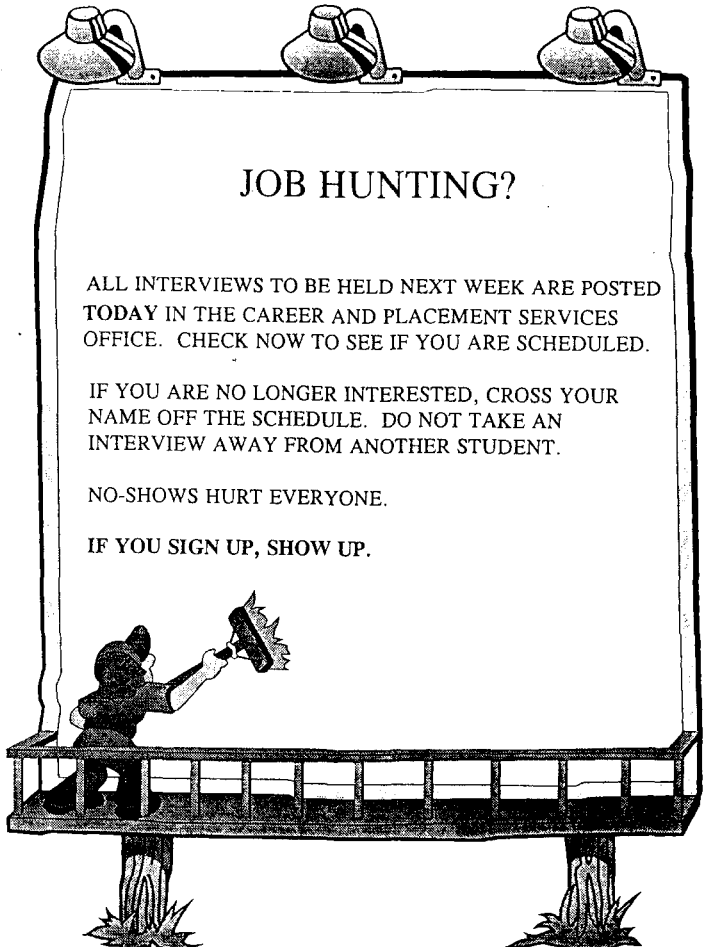 JOB HUNTING?
ALL INTERVIEWS TO BE HELD NEXT WEEK ARE POSTED
TODAY IN THE CAREER AND PLACEMENT SERVICES
OFFICE. CHECK NOW TO SEE IF YOU ARE SCHEDULED.
IF YOU ARE NO LONGER INTERESTED, CROSS YOUR
NAME OFF THE SCHEDULE. DO NOT TAKE AN
INTERVIEW AWAY FROM ANOTHER STUDENT.
NO-SHOWS HURT EVERYONE.
IF YOU SIGN UP, SHOW UP.